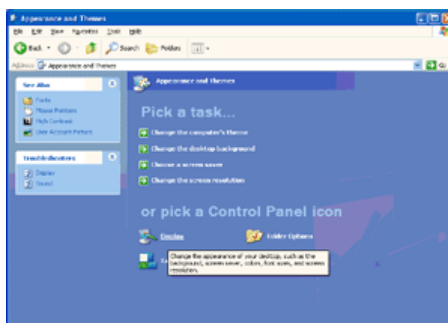 Appearance and Themes
File Edit View Favorites Tools Help
Back Search Folders
Address Appearance and Themes Go
See Also
Fonts
Mouse Pointers
High Contrast
User Account Picture
Troubleshooters
Display
Sound
Appearance and Themes
Pick a task...
Change the computer's theme
Change the desktop background
Choose a screen saver
Change the screen resolution
or pick a Control Panel icon
Display Folder Options
Change the appearance of your desktop, such as the
background, screen saver, colors, font sizes, and screen
resolution.